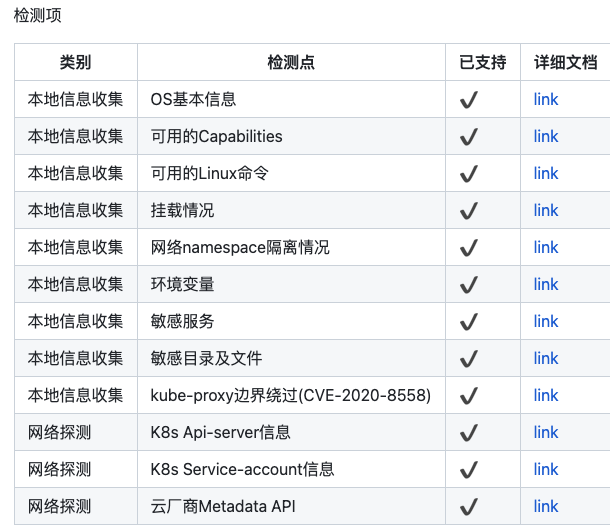 检测项
类别 检测点 已支持 详细文档
本地信息收集 OS基本信息 ✔ link
本地信息收集 可用的Capabilities ✔ link
本地信息收集 可用的Linux命令 ✔ link
本地信息收集 挂载情况 ✔ link
本地信息收集 网络namespace隔离情况 ✔ link
本地信息收集 环境变量 ✔ link
本地信息收集 敏感服务 ✔ link
本地信息收集 敏感目录及文件 ✔ link
本地信息收集 kube-proxy边界绕过(CVE-2020-8558) ✔ link
网络探测 K8s Api-server信息 ✔ link
网络探测 K8s Service-account信息 ✔ link
网络探测 云厂商Metadata API ✔ link